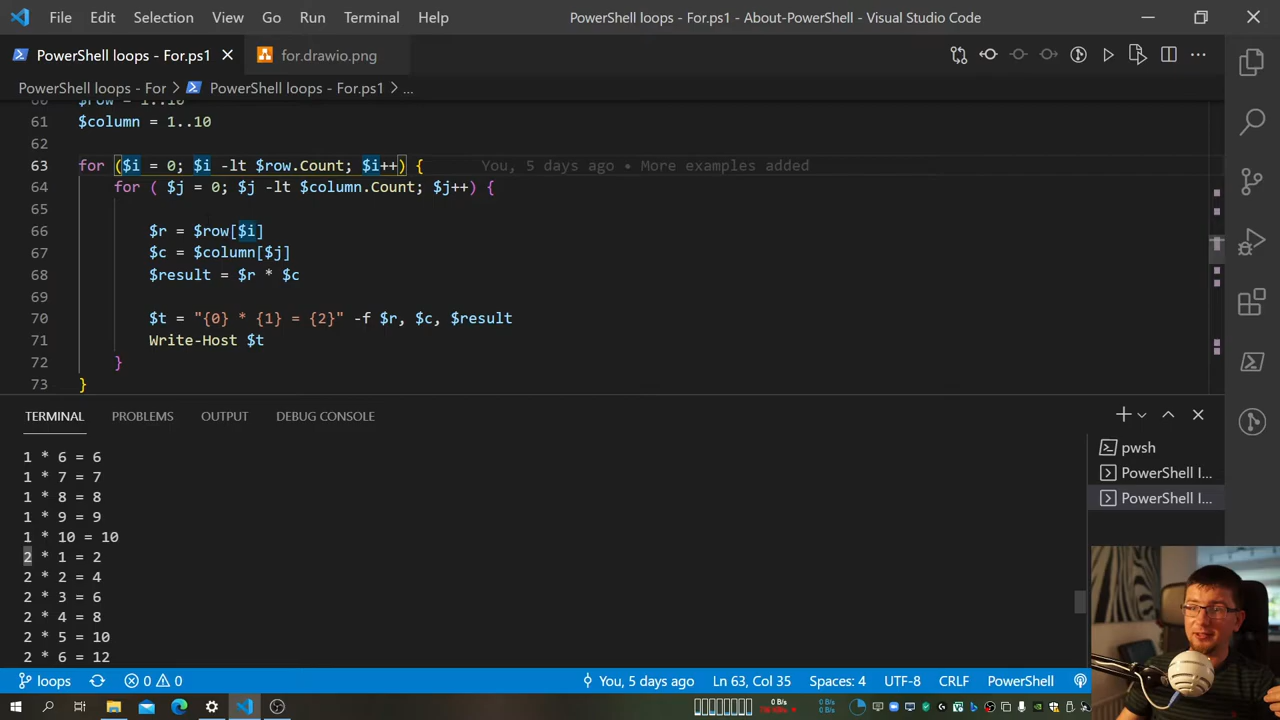 File Edit Selection View Go Run Terminal Help PowerShell loops - For.ps1 - About-PowerShell - Visual Studio Code
PowerShell loops - For.ps1 for.drawio.png
PowerShell loops - For PowerShell loops - For.ps1 ...
60 $row = 1..10
61 $column = 1..10
62
63 for ($i = 0; $i -lt $row.Count; $i++) { You, 5 days ago • More examples added
64 for ( $j = 0; $j -lt $column.Count; $j++) {
65
66 $r = $row[$i]
67 $c = $column[$j]
68 $result = $r * $c
69
70 $t = "{0} * {1} = {2}" -f $r, $c, $result
71 Write-Host $t
72 }
73 }
TERMINAL PROBLEMS OUTPUT DEBUG CONSOLE
1 * 6 = 6
1 * 7 = 7
1 * 8 = 8
1 * 9 = 9
1 * 10 = 10
2 * 1 = 2
2 * 2 = 4
2 * 3 = 6
2 * 4 = 8
2 * 5 = 10
2 * 6 = 12
pwsh
PowerShell I...
PowerShell I...
loops 0 0 You, 5 days ago Ln 63, Col 35 Spaces: 4 UTF-8 CRLF PowerShell